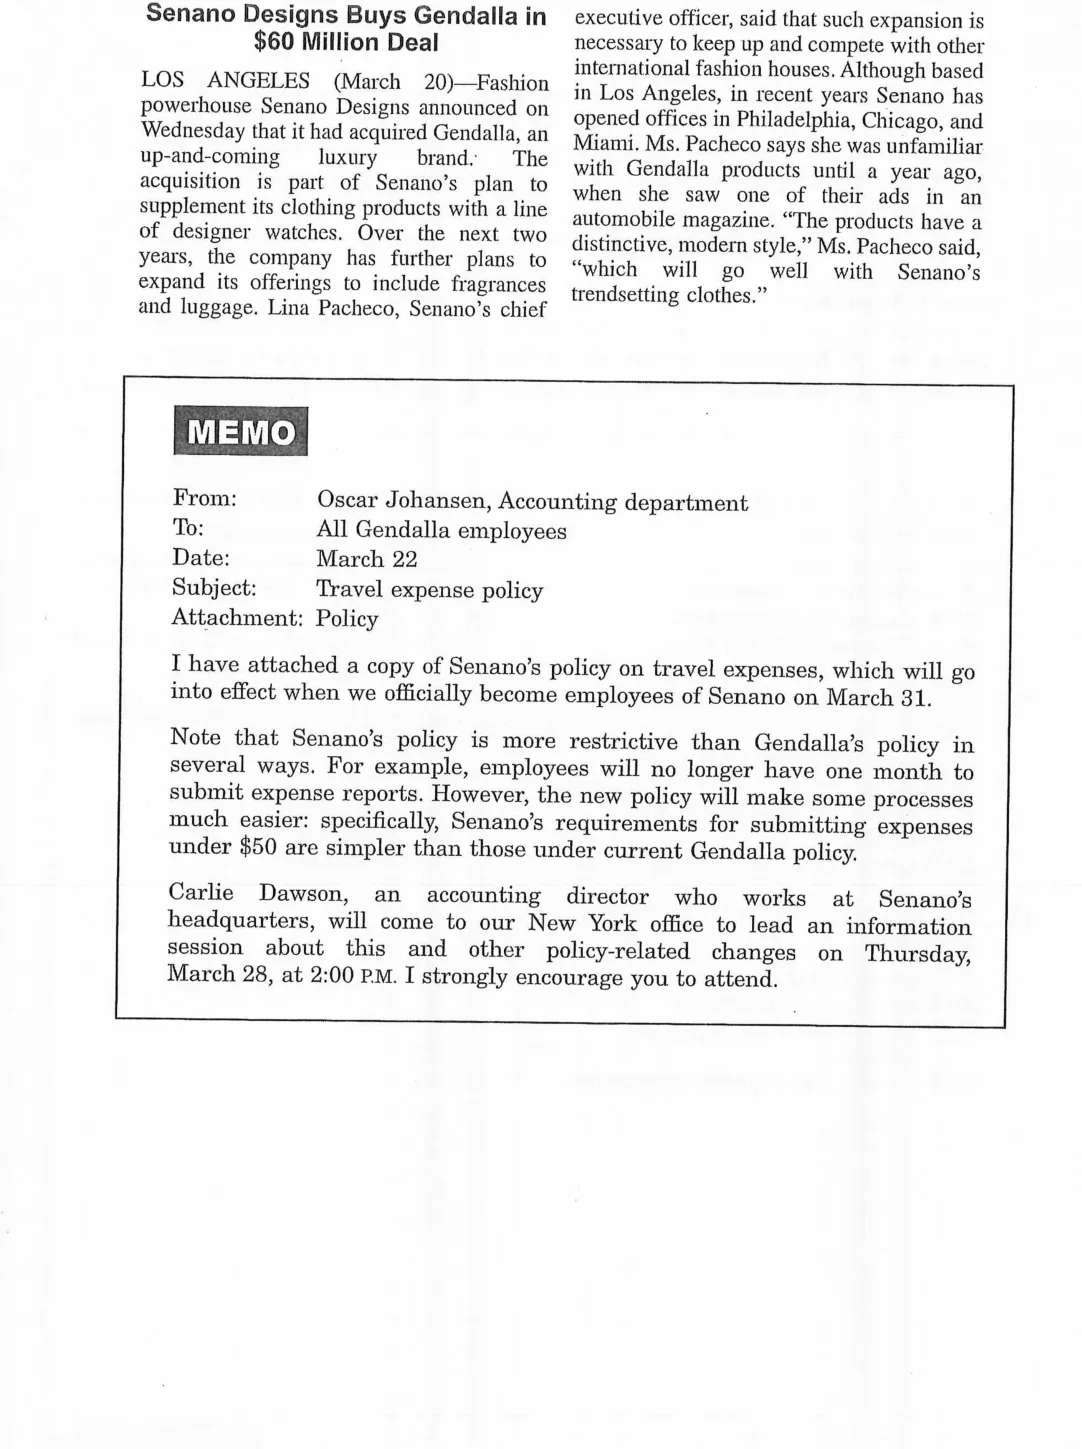 Senano Designs Buys Gendalla in
$60 Million Deal
LOS ANGELES (March 20)—Fashion
powerhouse Senano Designs announced on
Wednesday that it had acquired Gendalla, an
up-and-coming luxury brand. The
acquisition is part of Senano's plan to
supplement its clothing products with a line
of designer watches. Over the next two
years, the company has further plans to
expand its offerings to include fragrances
and luggage. Lina Pacheco, Senano's chief
executive officer, said that such expansion is
necessary to keep up and compete with other
international fashion houses. Although based
in Los Angeles, in recent years Senano has
opened offices in Philadelphia, Chicago, and
Miami. Ms. Pacheco says she was unfamiliar
with Gendalla products until a year ago,
when she saw one of their ads in an
automobile magazine. “The products have a
distinctive, modern style,” Ms. Pacheco said,
“which will go well with Senano's
trendsetting clothes.”
MEMO
From: Oscar Johansen, Accounting department
To: All Gendalla employees
Date: March 22
Subject: Travel expense policy
Attachment: Policy
I have attached a copy of Senano's policy on travel expenses, which will go
into effect when we officially become employees of Senano on March 31.
Note that Senano's policy is more restrictive than Gendalla's policy in
several ways. For example, employees will no longer have one month to
submit expense reports. However, the new policy will make some processes
much easier: specifically, Senano's requirements for submitting expenses
under $50 are simpler than those under current Gendalla policy.
Carlie Dawson, an accounting director who works at Senano's
headquarters, will come to our New York office to lead an information
session about this and other policy-related changes on Thursday,
March 28, at 2:00 P.M. I strongly encourage you to attend.